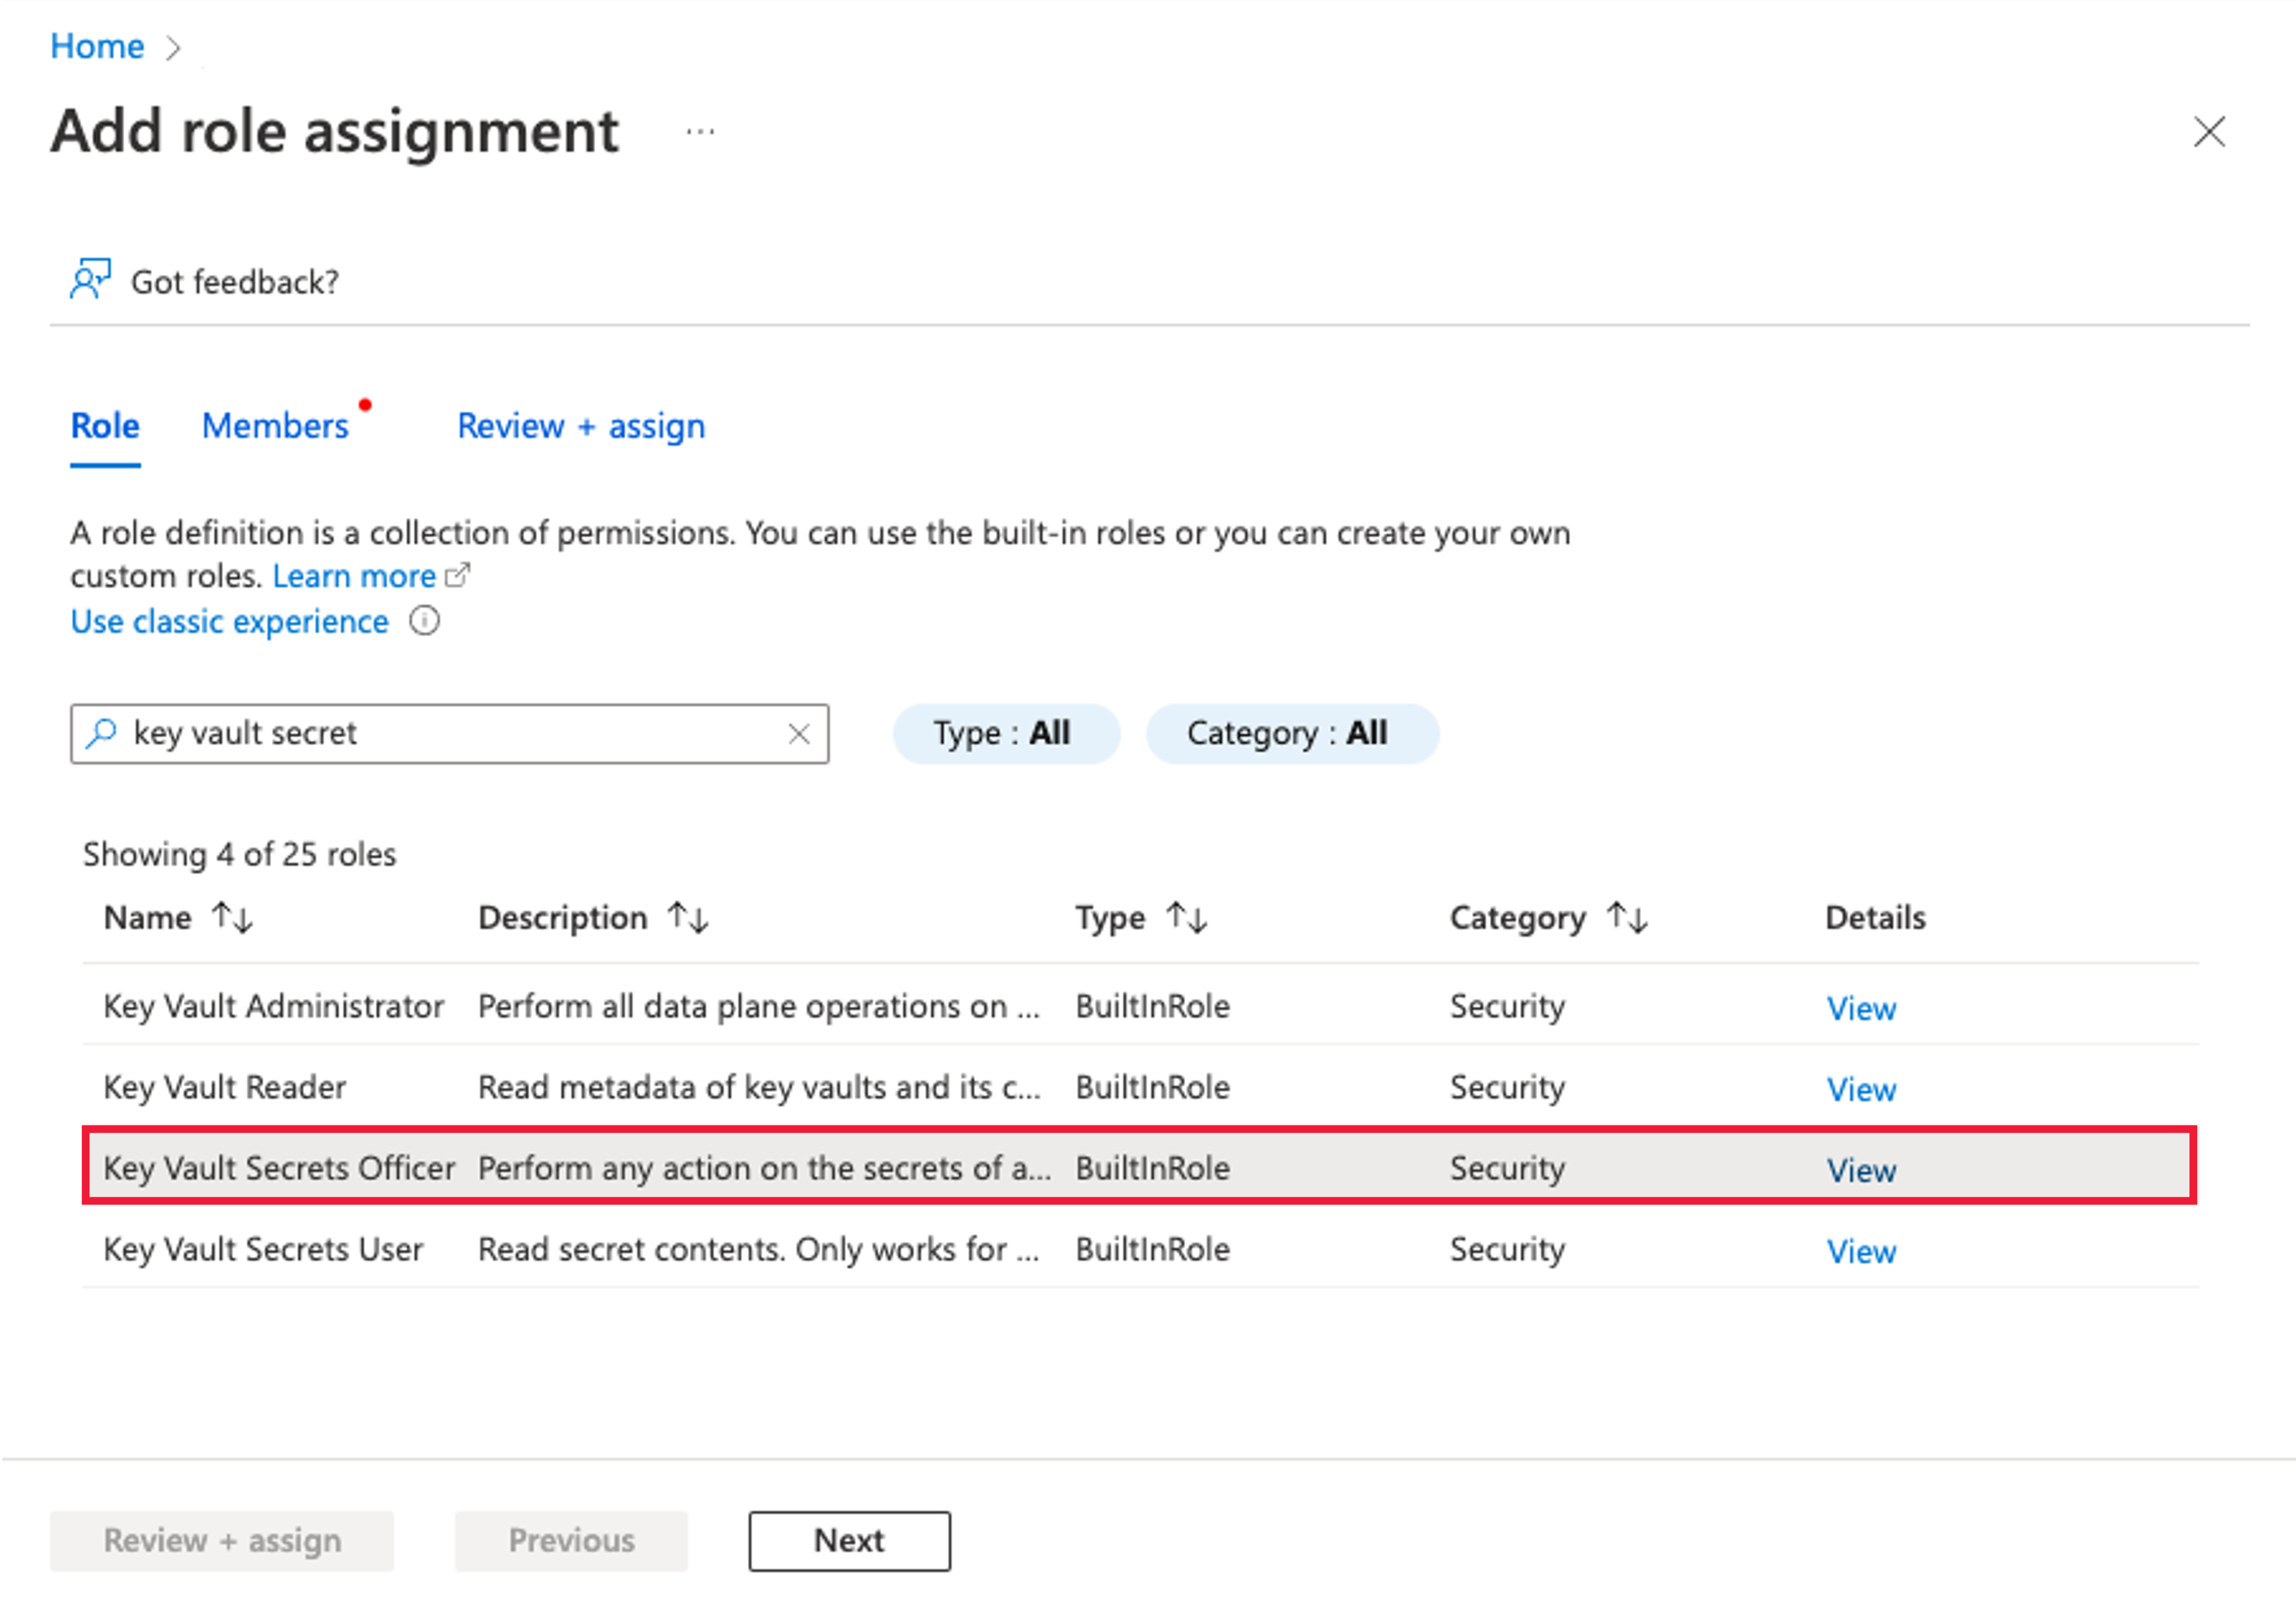 Home
Add role assignment ...
Got feedback?
Role Members Review + assign
A role definition is a collection of permissions. You can use the built-in roles or you can create your own
custom roles. Learn more
Use classic experience
key vault secret Type : All Category : All
Showing 4 of 25 roles
Name Description Type Category Details
Key Vault Administrator Perform all data plane operations on ... BuiltInRole Security View
Key Vault Reader Read metadata of key vaults and its c... BuiltInRole Security View
Key Vault Secrets Officer Perform any action on the secrets of a... BuiltInRole Security View
Key Vault Secrets User Read secret contents. Only works for ... BuiltInRole Security View
Review + assign Previous Next